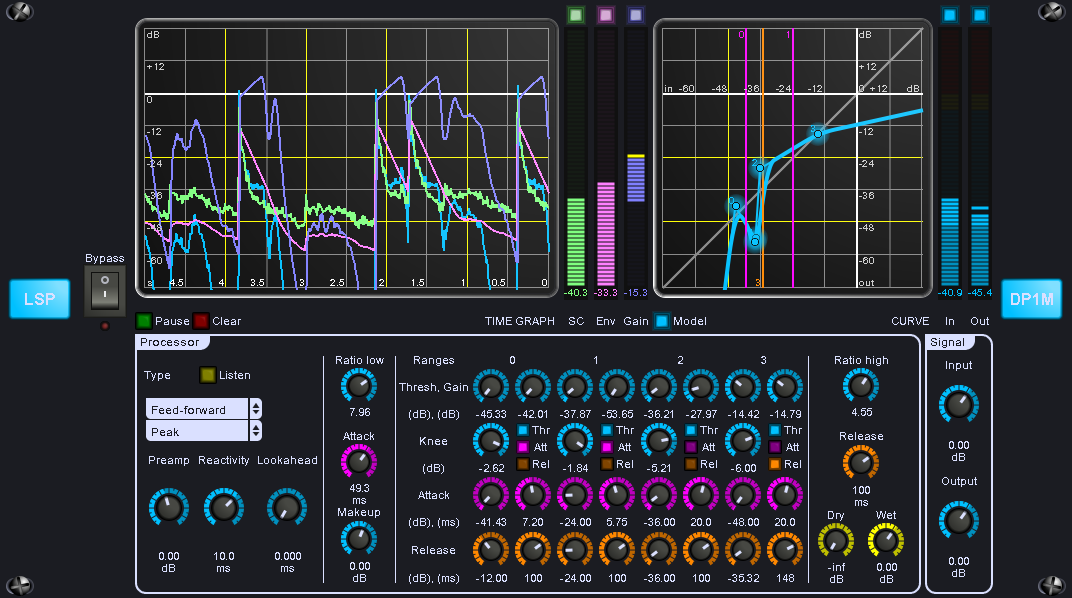 dB
+12
0
-12
-24
-36
-48
-60
4.5 4 3.5 3 2.5 2 1.5 1 0.5 0
-40.3 -33.3 -15.3
0 1
dB
+12
in -60 -48 -36 -24 -12 0 +12 dB
-12
-24
-36
-48
-60
out
2
3
-40.9 -45.4
Bypass
LSP
DP1M
Pause Clear TIME GRAPH SC Env Gain Model CURVE In Out
Processor
Type Listen
Feed-forward
Peak
Preamp Reactivity Lookahead
0.00 10.0 0.000
dB ms ms
Ratio low
7.96
Attack
49.3
ms
Makeup
0.00
dB
Ranges 0 1 2 3
Thresh, Gain
(dB), (dB) -45.33 -42.01 -37.87 -53.65 -36.21 -27.97 -14.42 -14.79
Knee Thr Thr Thr Thr
Att Att Att Att
Rel Rel Rel Rel
(dB) -2.62 -1.84 -5.21 -6.00
Attack
(dB), (ms) -41.43 7.20 -24.00 5.75 -36.00 20.0 -48.00 20.0
Release
(dB), (ms) -12.00 100 -24.00 100 -36.00 100 -35.32 148
Ratio high
4.55
Release
100
ms
Dry Wet
-inf 0.00
dB dB
Signal
Input
0.00
dB
Output
0.00
dB